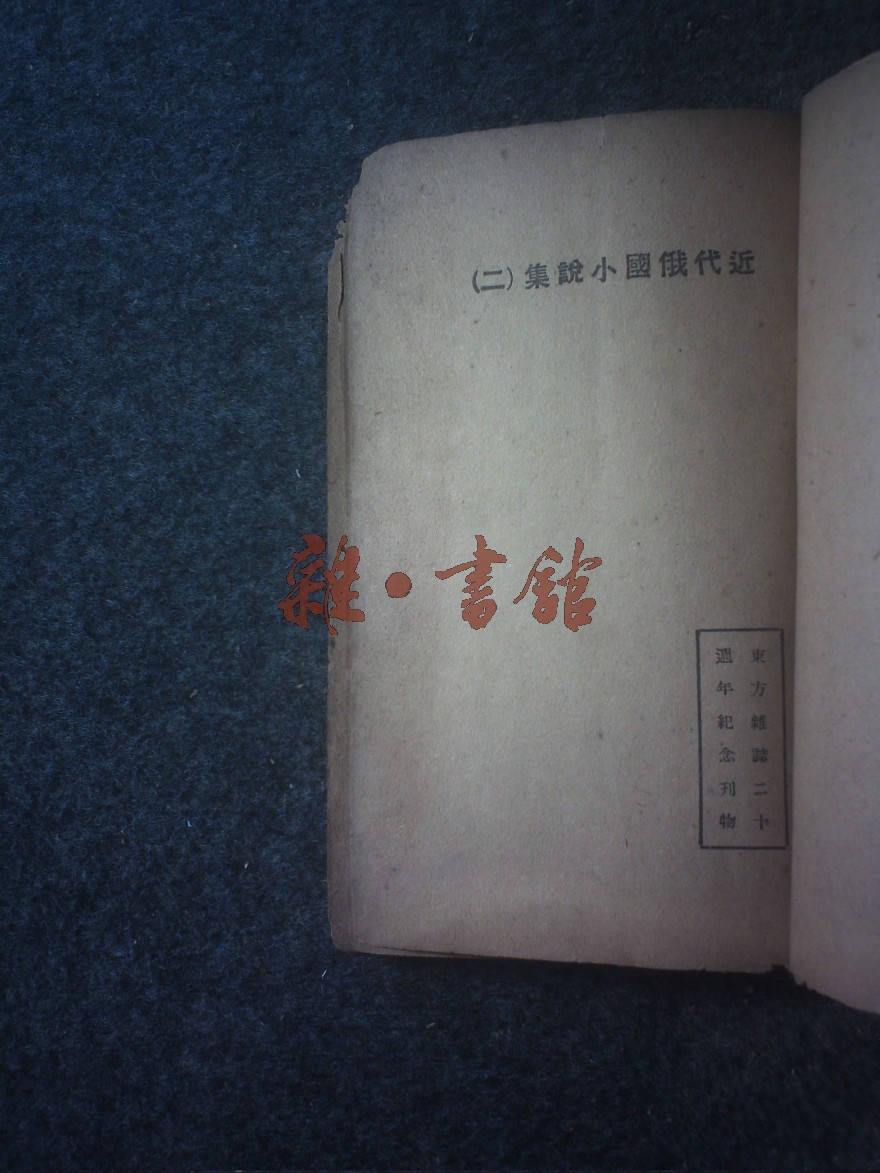 近代俄國小說集(二)
雜·書館
東方雜誌二十
週年紀念刊物